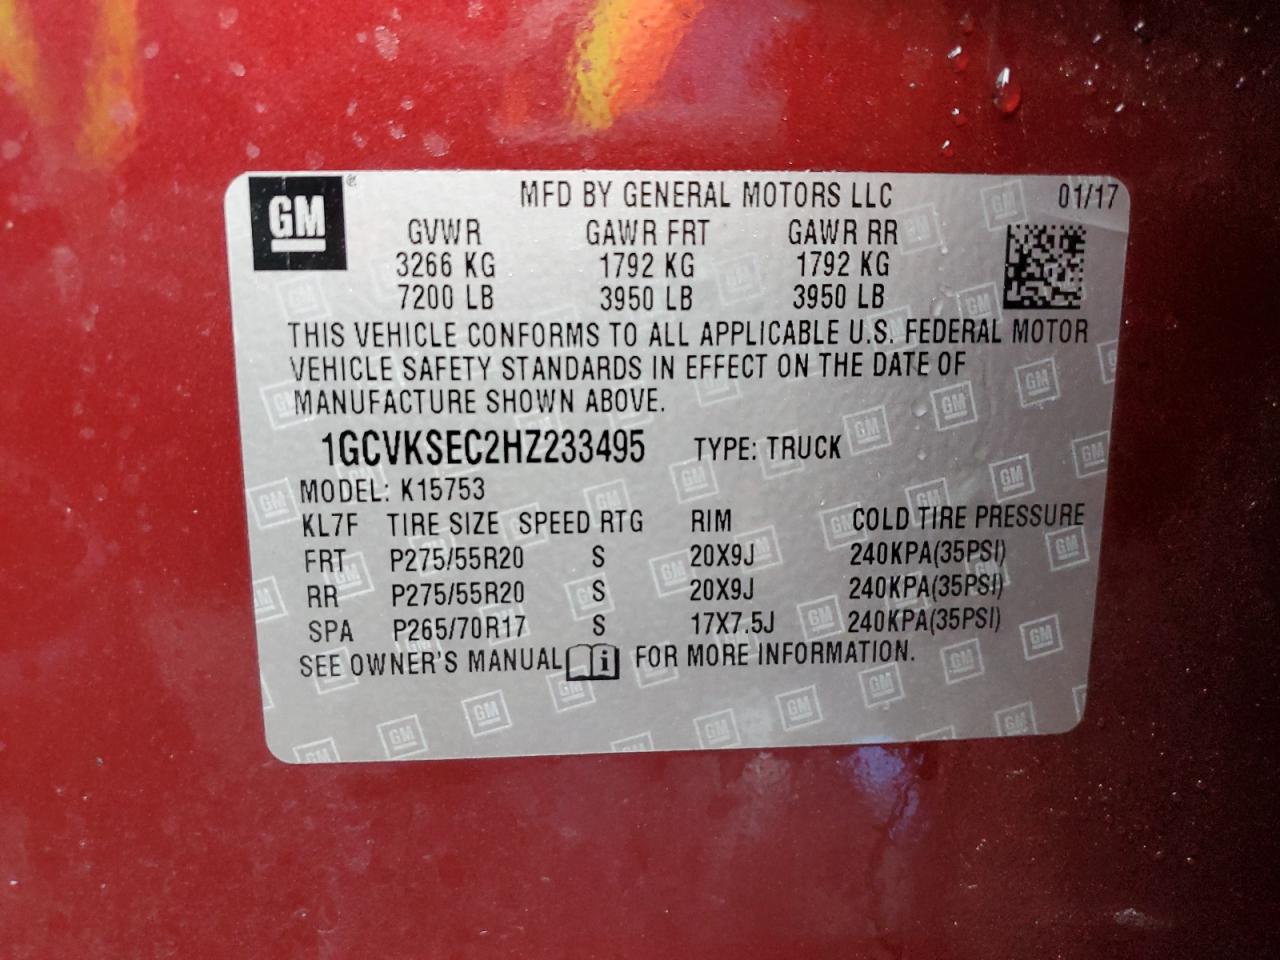 GM
MFD BY GENERAL MOTORS LLC 01/17
GVWR GAWR FRT GAWR RR
3266 KG 1792 KG 1792 KG
7200 LB 3950 LB 3950 LB
THIS VEHICLE CONFORMS TO ALL APPLICABLE U.S. FEDERAL MOTOR
VEHICLE SAFETY STANDARDS IN EFFECT ON THE DATE OF
MANUFACTURE SHOWN ABOVE.
1GCVKSEC2HZ233495 TYPE: TRUCK
MODEL: K15753
KL7F TIRE SIZE SPEED RTG RIM COLD TIRE PRESSURE
FRT P275/55R20 S 20X9J 240KPA(35PSI)
RR P275/55R20 S 20X9J 240KPA(35PSI)
SPA P265/70R17 S 17X7.5J 240KPA(35PSI)
SEE OWNER'S MANUAL i FOR MORE INFORMATION.